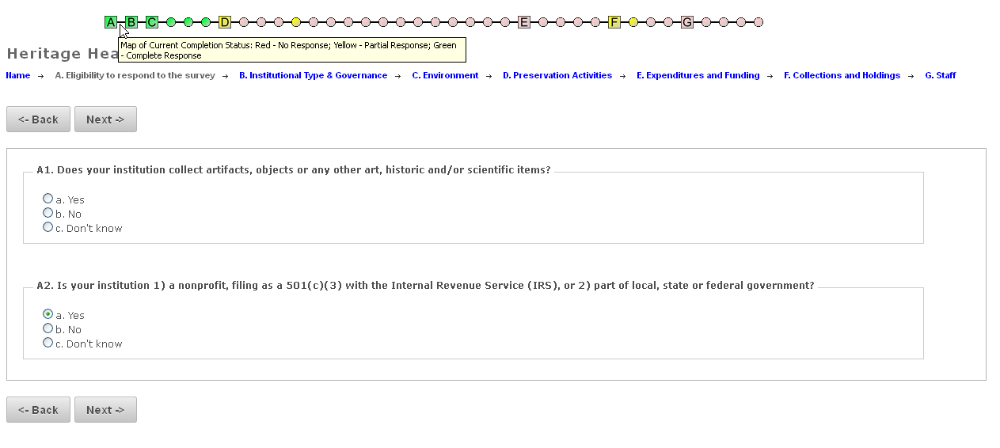 A B C D E F G
Map of Current Completion Status: Red - No Response; Yellow - Partial Response; Green
- Complete Response
Heritage Hea
Name → A. Eligibility to respond to the survey → B. Institutional Type & Governance → C. Environment → D. Preservation Activities → E. Expenditures and Funding → F. Collections and Holdings → G. Staff
<- Back Next ->
A1. Does your institution collect artifacts, objects or any other art, historic and/or scientific items?
a. Yes
b. No
c. Don't know
A2. Is your institution 1) a nonprofit, filing as a 501(c)(3) with the Internal Revenue Service (IRS), or 2) part of local, state or federal government?
a. Yes
b. No
c. Don't know
<- Back Next ->